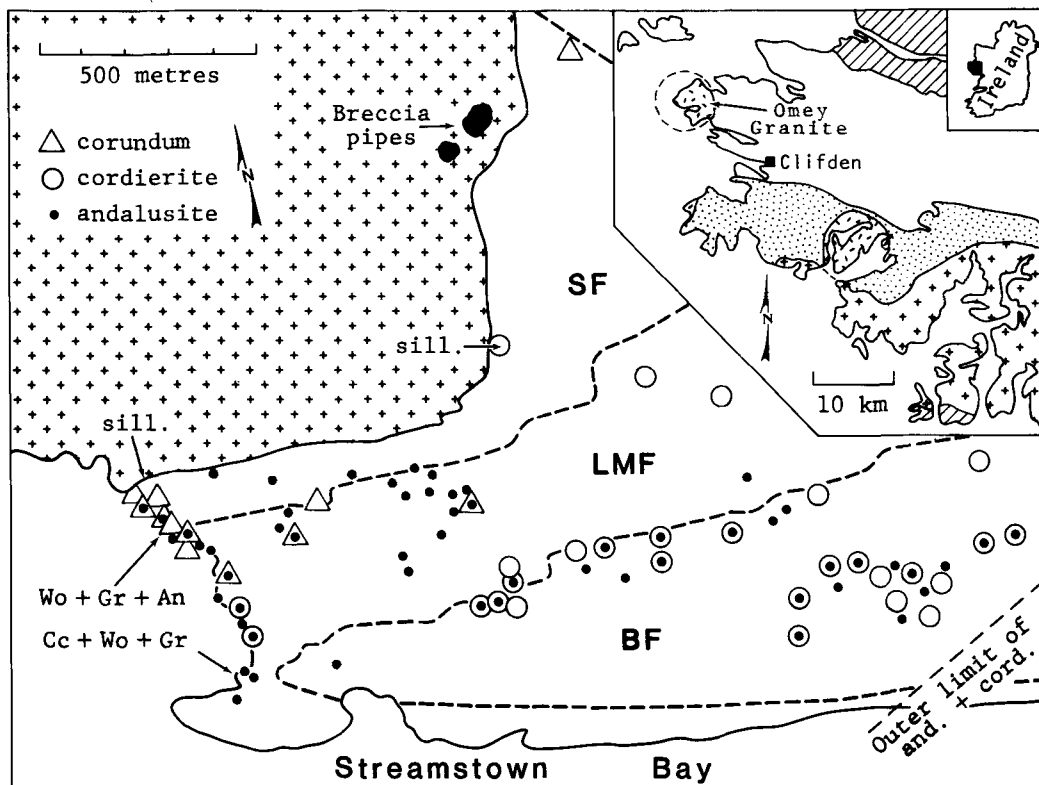 500 metres
corundum
cordierite
andalusite
N
Breccia
pipes
SF
sill.
sill.
LMF
Wo + Gr + An
Cc + Wo + Gr
BF
Outer limit of
and. + cord.
Streamstown Bay
Omey
Granite
Clifden
N
10 km
Ireland